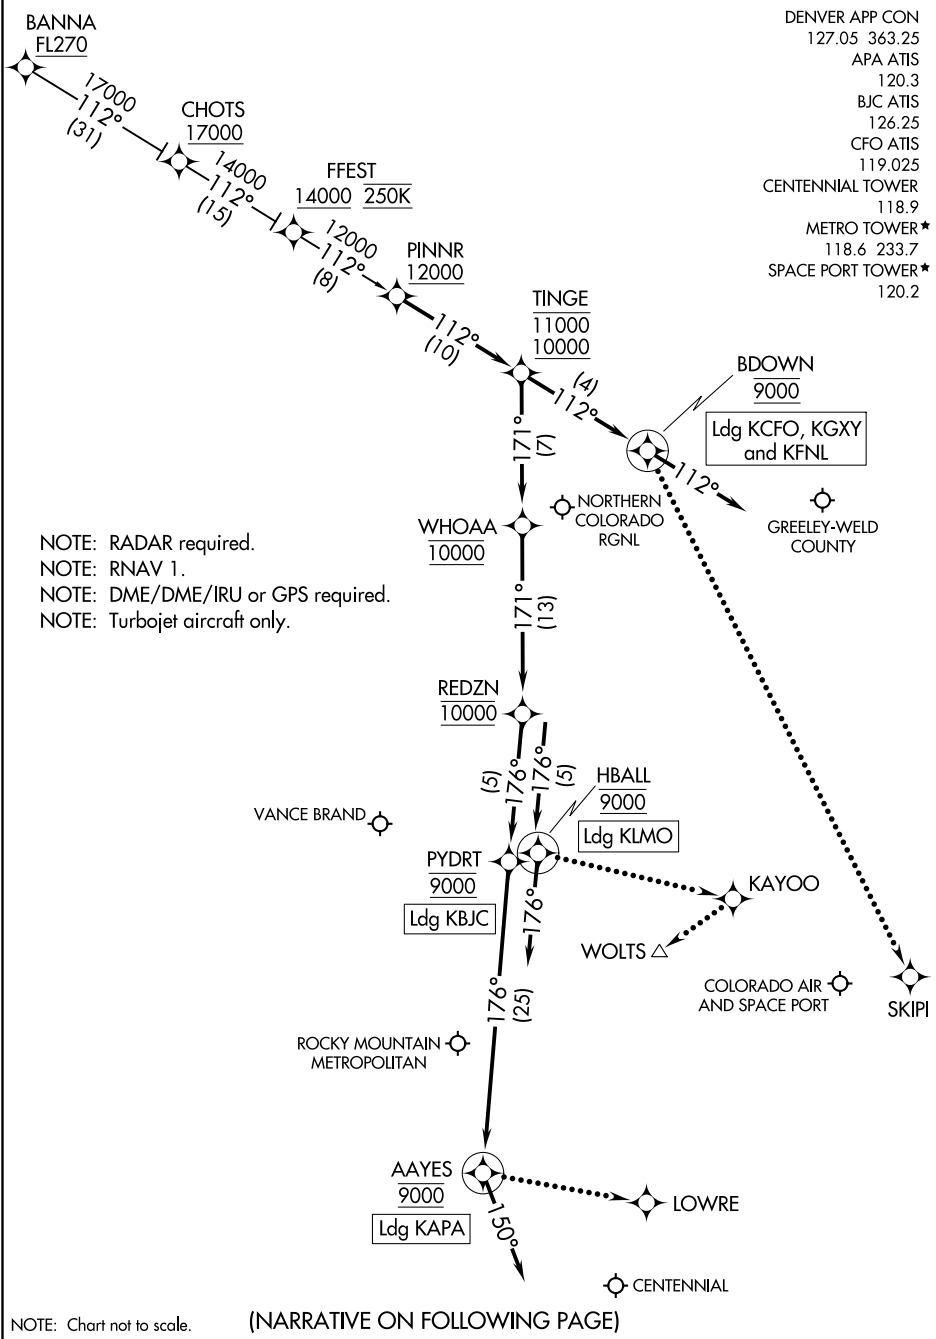 BANNA
FL270
17000
112°
(31)
CHOTS
17000
14000
112°
(15)
FFEST
14000 250K
12000
112°
(8)
PINNR
12000
112°
(10)
TINGE
11000
10000
(4)
112°
DENVER APP CON
127.05 363.25
APA ATIS
120.3
BJC ATIS
126.25
CFO ATIS
119.025
CENTENNIAL TOWER
118.9
METRO TOWER★
118.6 233.7
SPACE PORT TOWER★
120.2
BDOWN
9000
Ldg KCFO, KGXY
and KFNL
112°
GREELEY-WELD
COUNTY
171°
(7)
NORTHERN
COLORADO
RGNL
WHOAA
10000
NOTE: RADAR required.
NOTE: RNAV 1.
NOTE: DME/DME/IRU or GPS required.
NOTE: Turbojet aircraft only.
171°
(13)
REDZN
10000
176°
(5)
176°
(5)
HBALL
9000
Ldg KLMO
VANCE BRAND
PYDRT
9000
Ldg KBJC
176°
KAYOO
WOLTS
COLORADO AIR
AND SPACE PORT
SKIPI
176°
(25)
ROCKY MOUNTAIN
METROPOLITAN
AAYES
9000
Ldg KAPA
150°
LOWRE
CENTENNIAL
NOTE: Chart not to scale.
(NARRATIVE ON FOLLOWING PAGE)